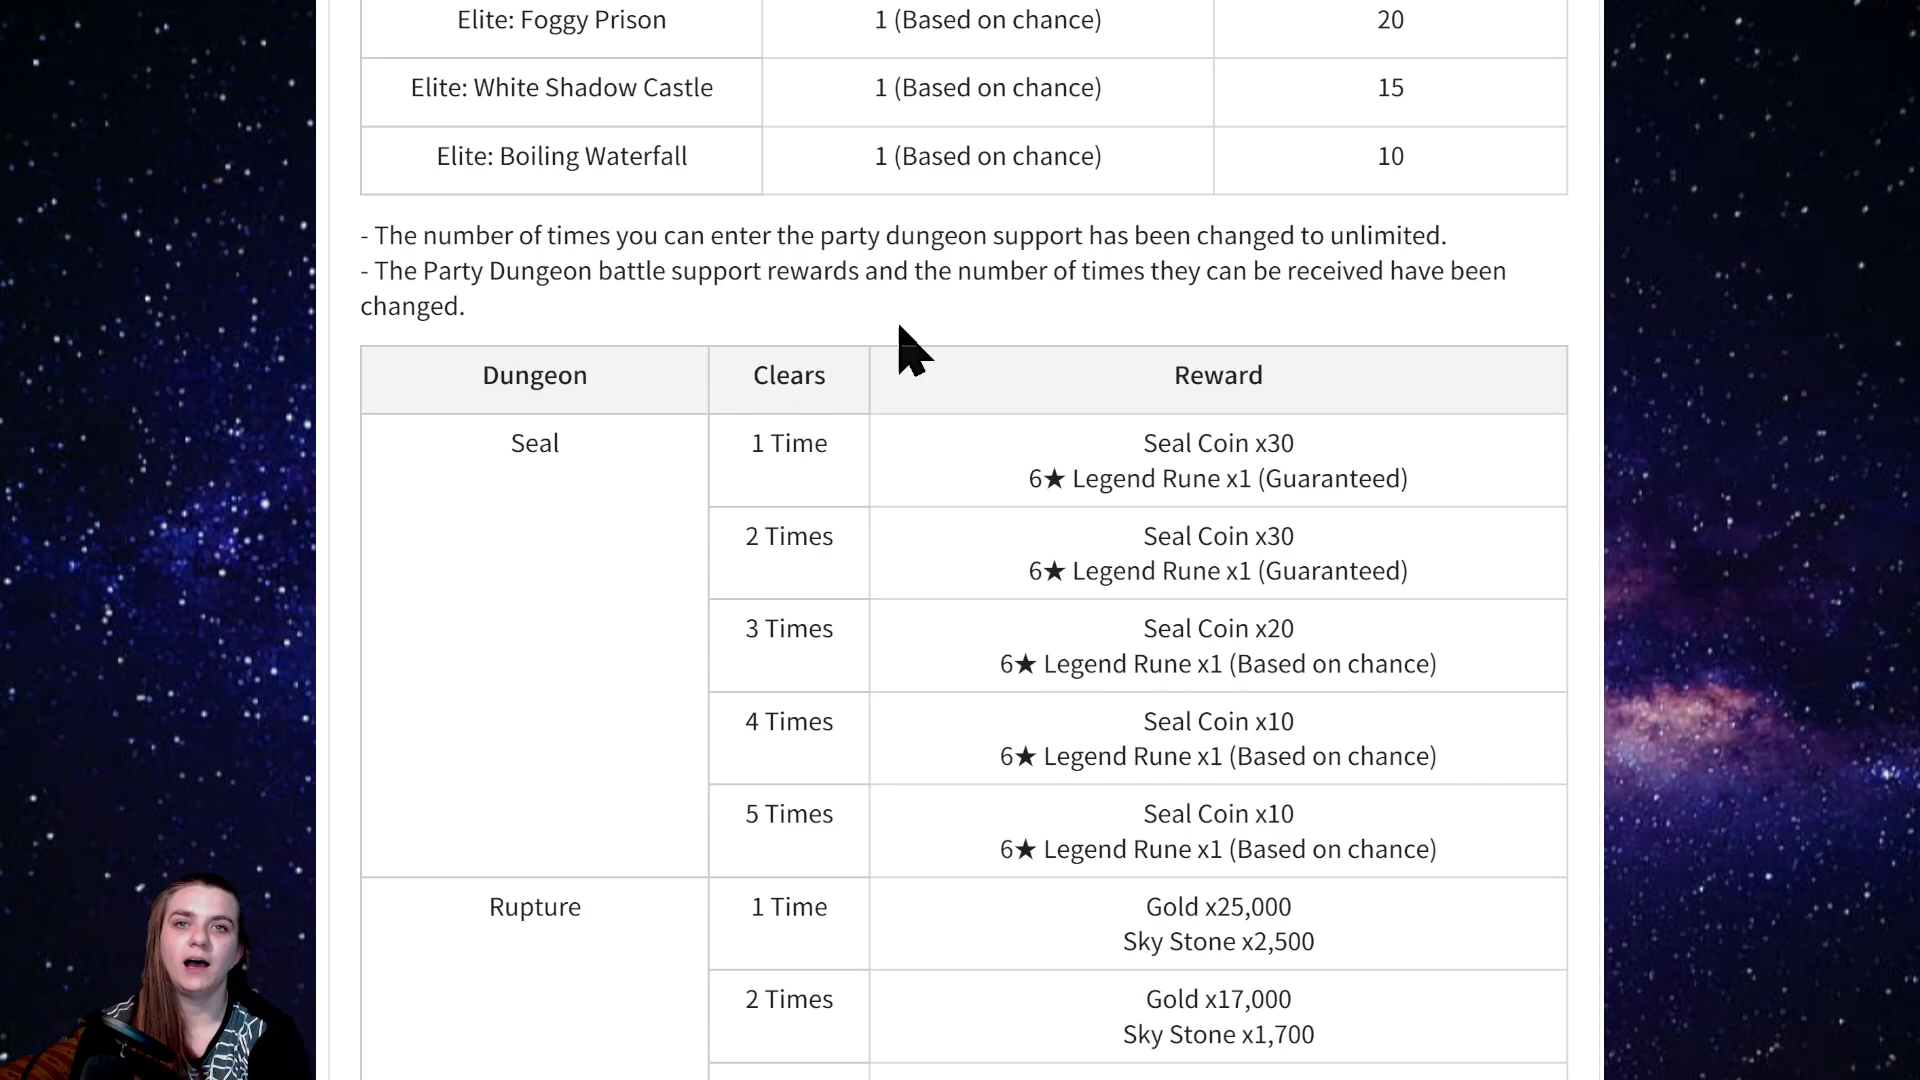 Elite: Foggy Prison 1 (Based on chance) 20
Elite: White Shadow Castle 1 (Based on chance) 15
Elite: Boiling Waterfall 1 (Based on chance) 10
- The number of times you can enter the party dungeon support has been changed to unlimited.
- The Party Dungeon battle support rewards and the number of times they can be received have been
changed.
Dungeon Clears Reward
Seal 1 Time Seal Coin x30
6★ Legend Rune x1 (Guaranteed)
2 Times Seal Coin x30
6★ Legend Rune x1 (Guaranteed)
3 Times Seal Coin x20
6★ Legend Rune x1 (Based on chance)
4 Times Seal Coin x10
6★ Legend Rune x1 (Based on chance)
5 Times Seal Coin x10
6★ Legend Rune x1 (Based on chance)
Rupture 1 Time Gold x25,000
Sky Stone x2,500
2 Times Gold x17,000
Sky Stone x1,700